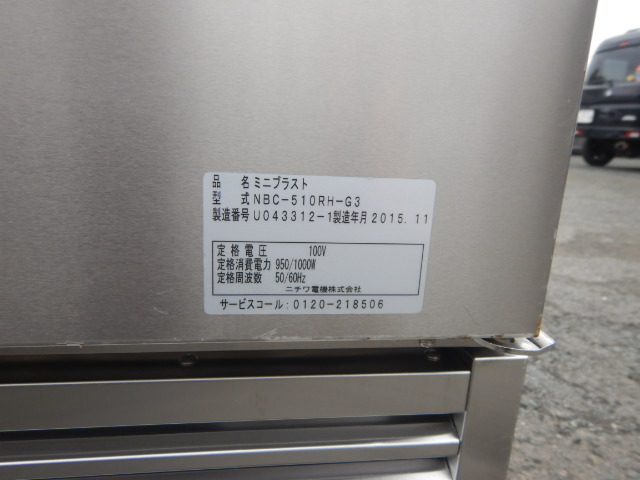 品名 ミニブラスト
型式 NBC-510RH-G3
製造番号 U043312-1 製造年月 2015.11
定格電圧 100V
定格消費電力 950/1000W
定格周波数 50/60Hz
ニチワ電機株式会社
サービスコール:0120-218506